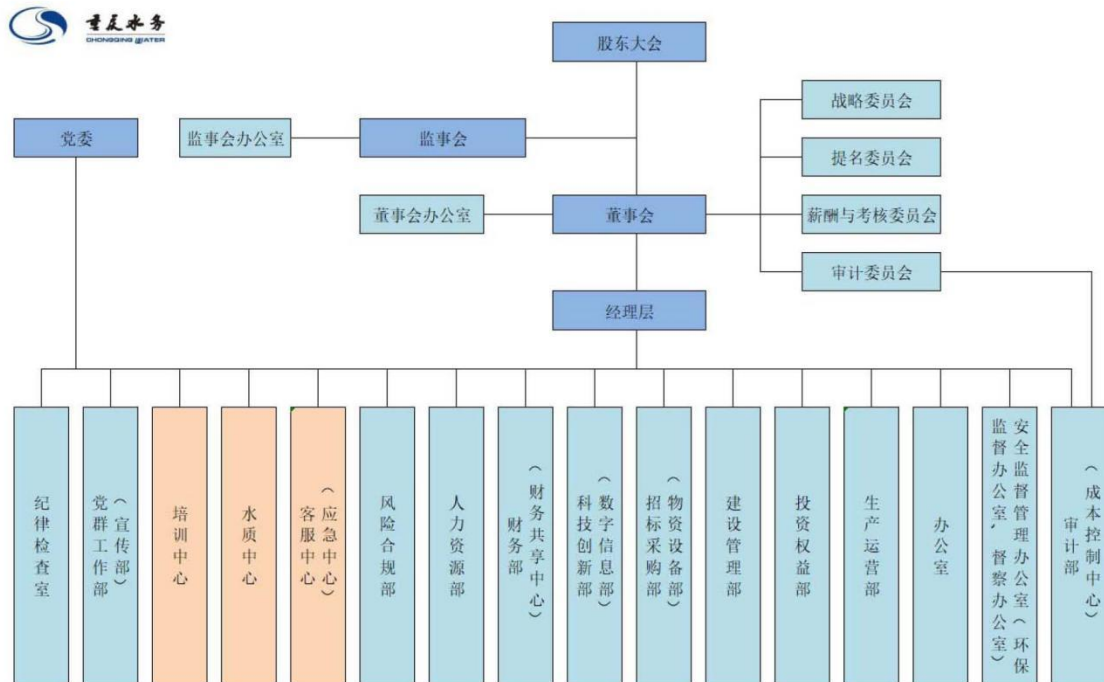 重庆水务
CHONGQING WATER
股东大会
战略委员会
党委
监事会办公室
监事会
提名委员会
董事会办公室
董事会
薪酬与考核委员会
审计委员会
经理层
纪律检查室
党群工作部
（宣传部）
培训中心
水质中心
客服中心
（应急中心）
风险合规部
人力资源部
财务部
（财务共享中心）
科技创新部
（数字信息部）
招标采购部
（物资设备部）
建设管理部
投资权益部
生产运营部
办公室
安全监督管理办公室（环保
监督办公室，督察办公室）
审计部
（成本控制中心）